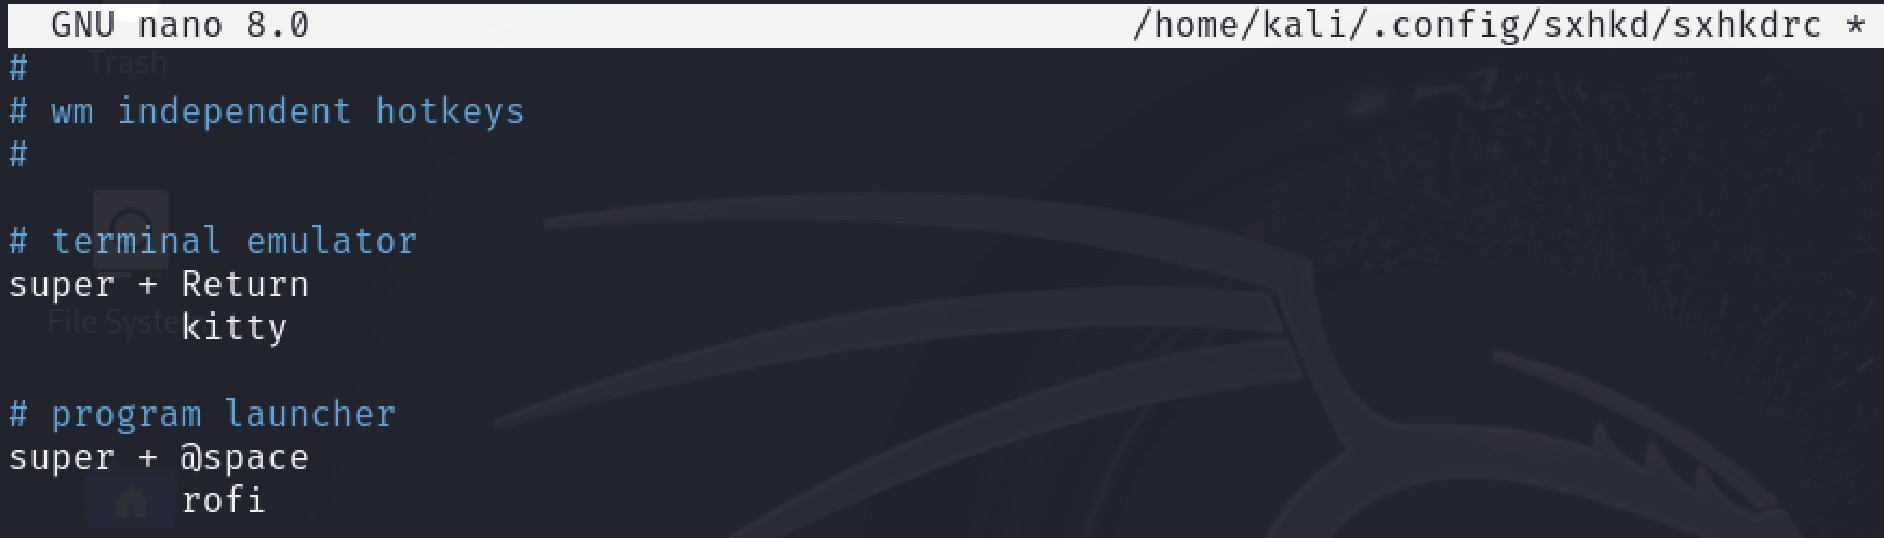 GNU nano 8.0 /home/kali/.config/sxhkd/sxhkdrc *
#
# wm independent hotkeys
#
# terminal emulator
super + Return
kitty
# program launcher
super + @space
rofi
Trash
File System